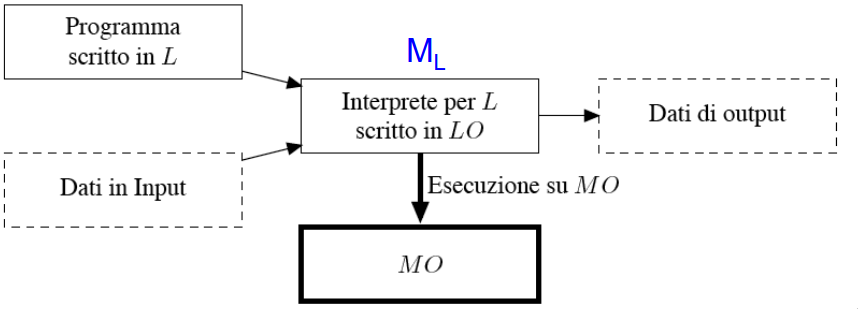 Programma
scritto in L
M_L
Interprete per L
scritto in LO
Dati di output
Dati in Input
Esecuzione su MO
MO